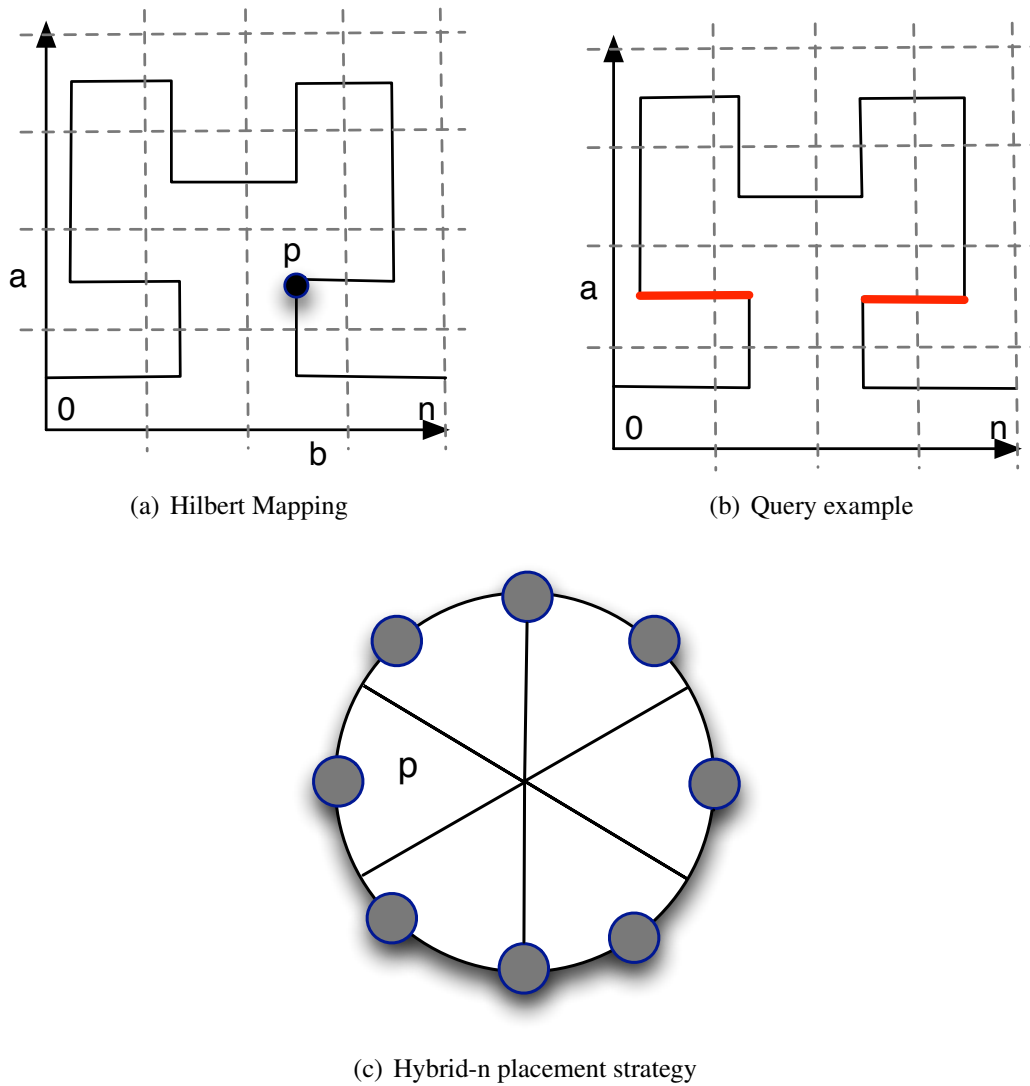 p
a
0
n
b
a
0
n
(a) Hilbert Mapping
(b) Query example
p
(c) Hybrid-n placement strategy